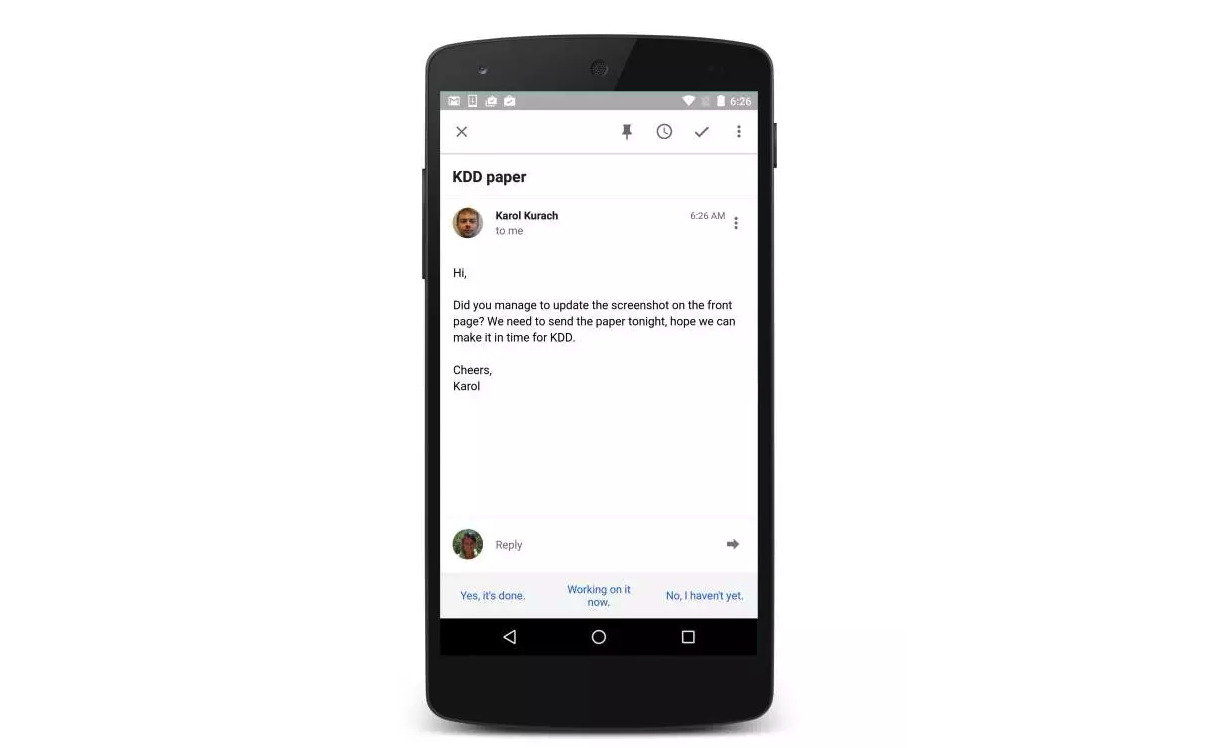 6:26
KDD paper
Karol Kurach
6:26 AM
to me
Hi,
Did you manage to update the screenshot on the front
page? We need to send the paper tonight, hope we can
make it in time for KDD.
Cheers,
Karol
Reply
Yes, it's done.
Working on it
now.
No, I haven't yet.